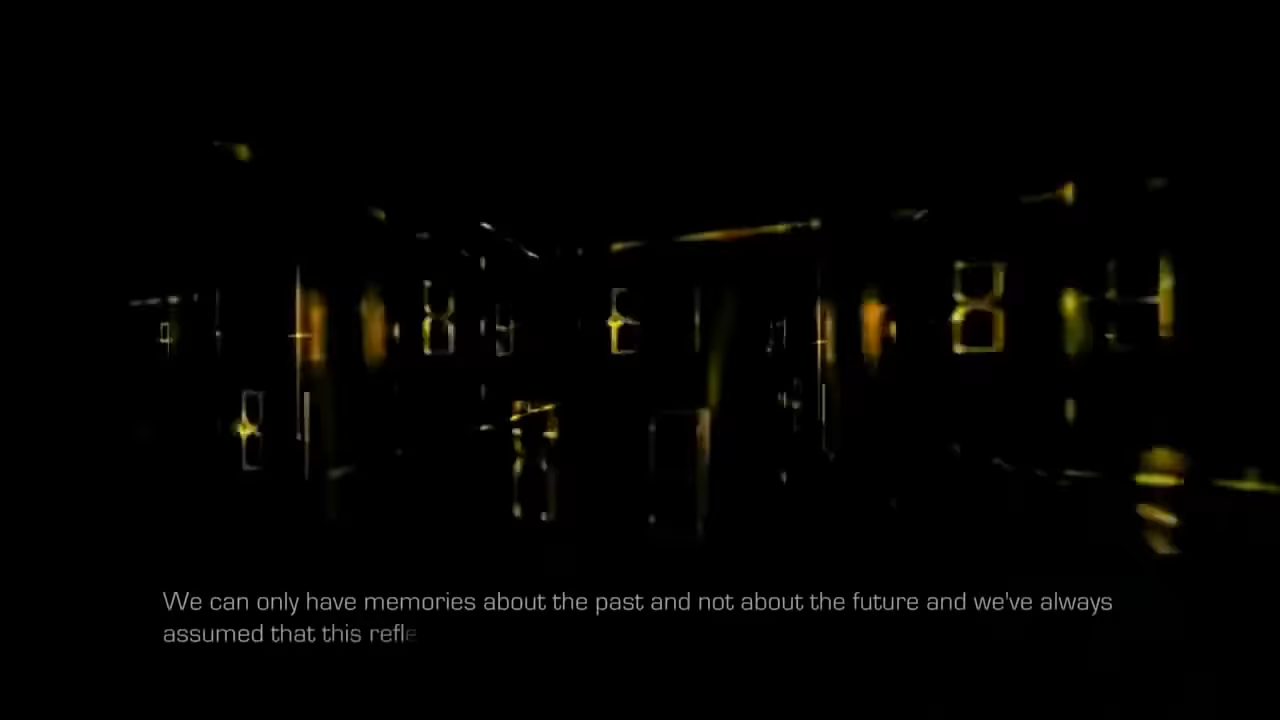 We can only have memories about the past and not about the future and we've always
assumed that this refle